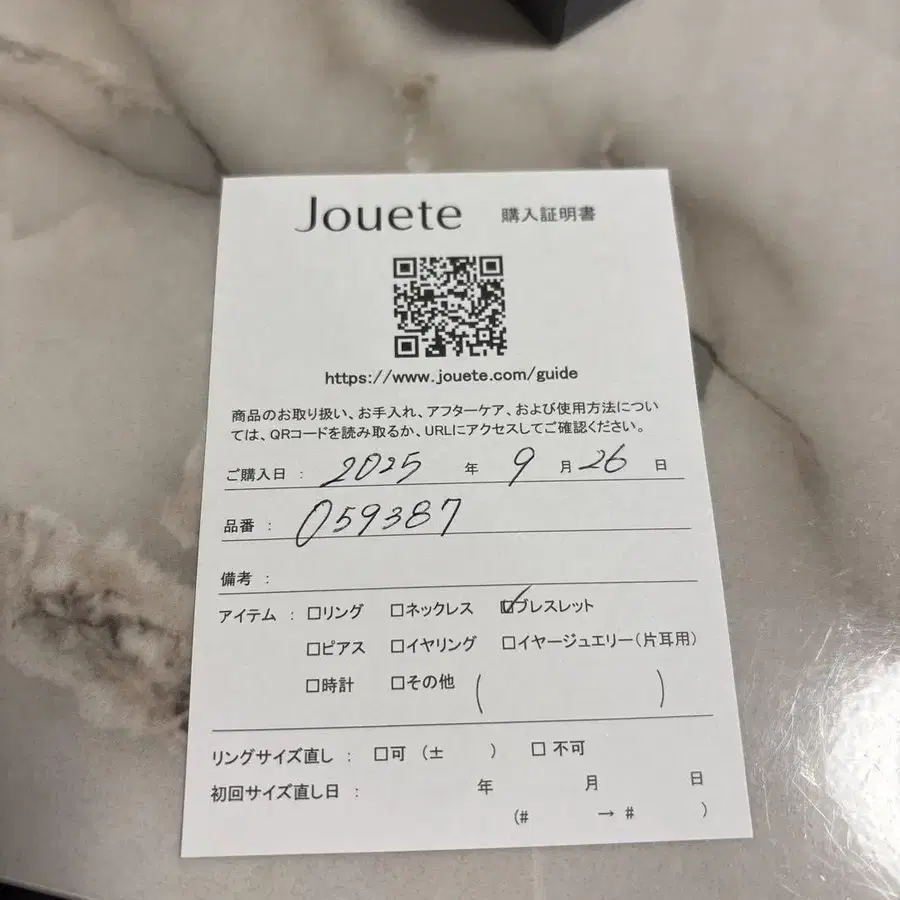 Jouete 購入証明書
https://www.jouete.com/guide
商品のお取り扱い、お手入れ、アフターケア、および使用方法につい
ては、QRコードを読み取るか、URLにアクセスしてご確認ください。
ご購入日 : 2025 年 9 月 26 日
品番 : 059387
備考 :
アイテム : □リング □ネックレス ☑ブレスレット
□ピアス □イヤリング □イヤージュエリー(片耳用)
□時計 □その他 ( )
リングサイズ直し : □可 (± ) □不可
初回サイズ直し日 : 年 月 日
(# → # )